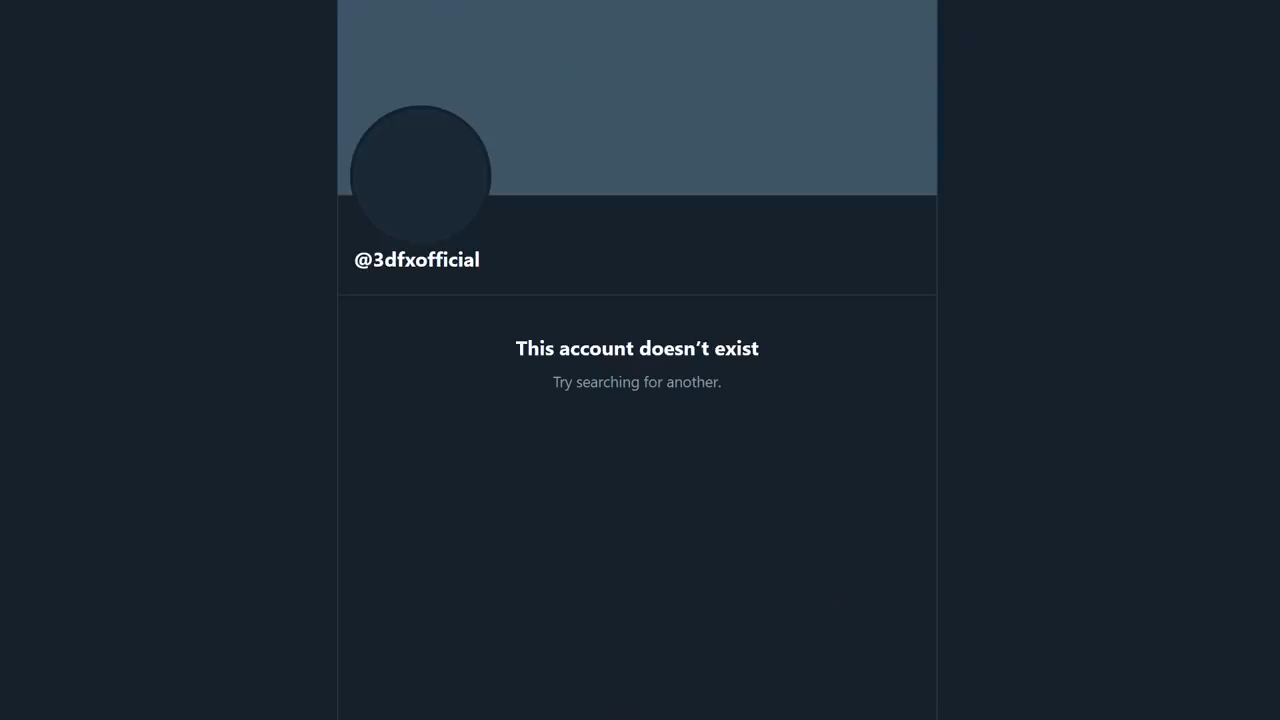 @3dfxofficial
This account doesn’t exist
Try searching for another.